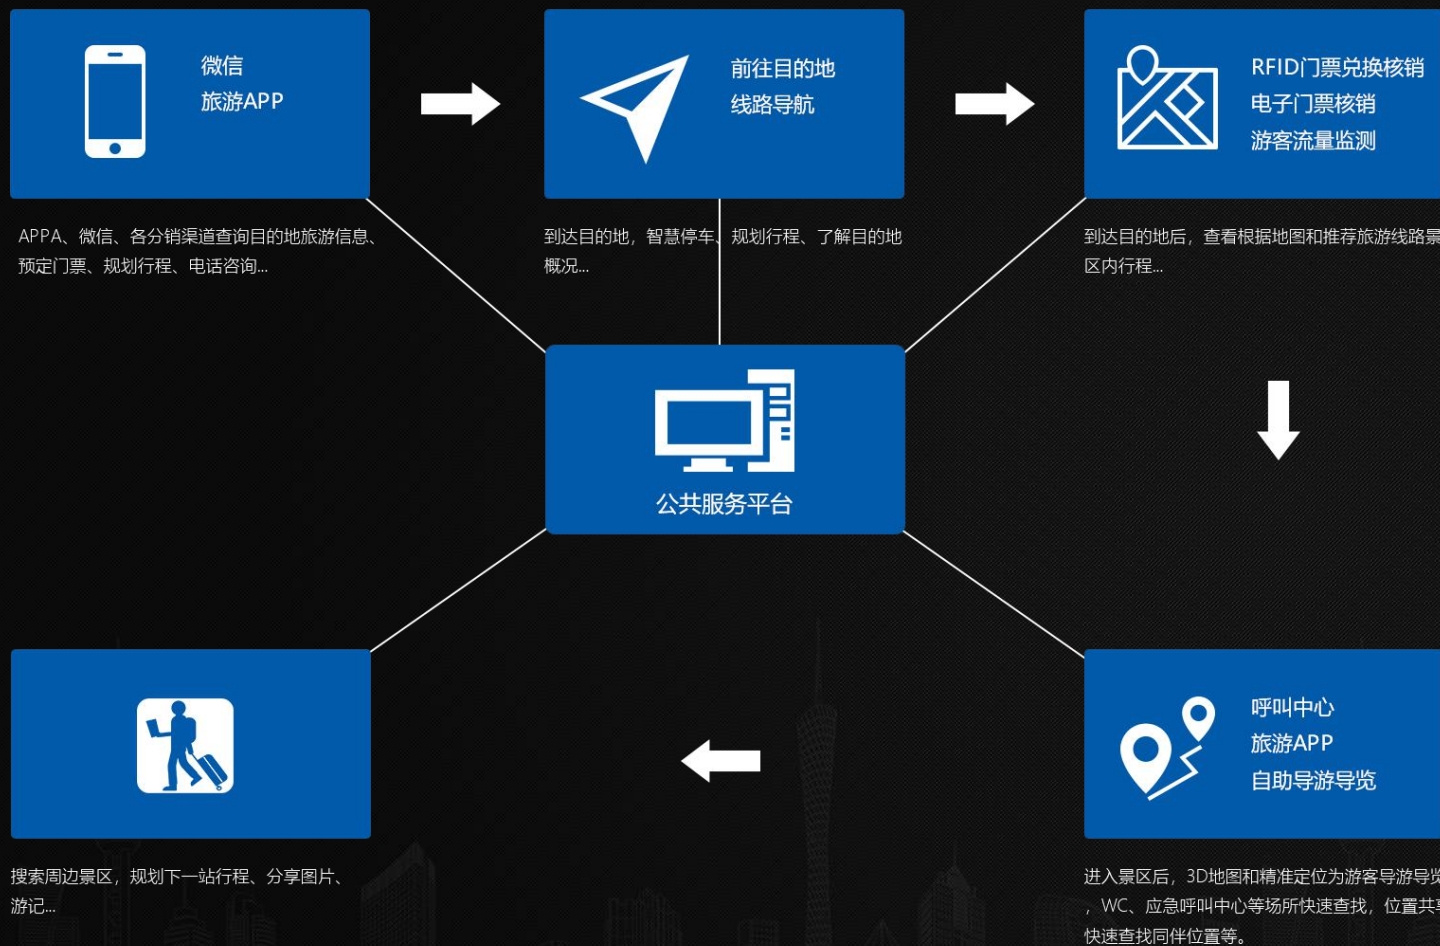 微信
旅游APP
前往目的地
线路导航
RFID门票兑换核销
电子门票核销
游客流量监测
APPA、微信、各分销渠道查询目的地旅游信息、
预定门票、规划行程、电话咨询...
到达目的地，智慧停车、规划行程、了解目的地
概况...
到达目的地后，查看根据地图和推荐旅游线路景
区内行程...
公共服务平台
呼叫中心
旅游APP
自助导游导览
搜索周边景区，规划下一站行程、分享图片、
游记...
进入景区后，3D地图和精准定位为游客导游导览
，WC、应急呼叫中心等场所快速查找，位置共享
快速查找同伴位置等。